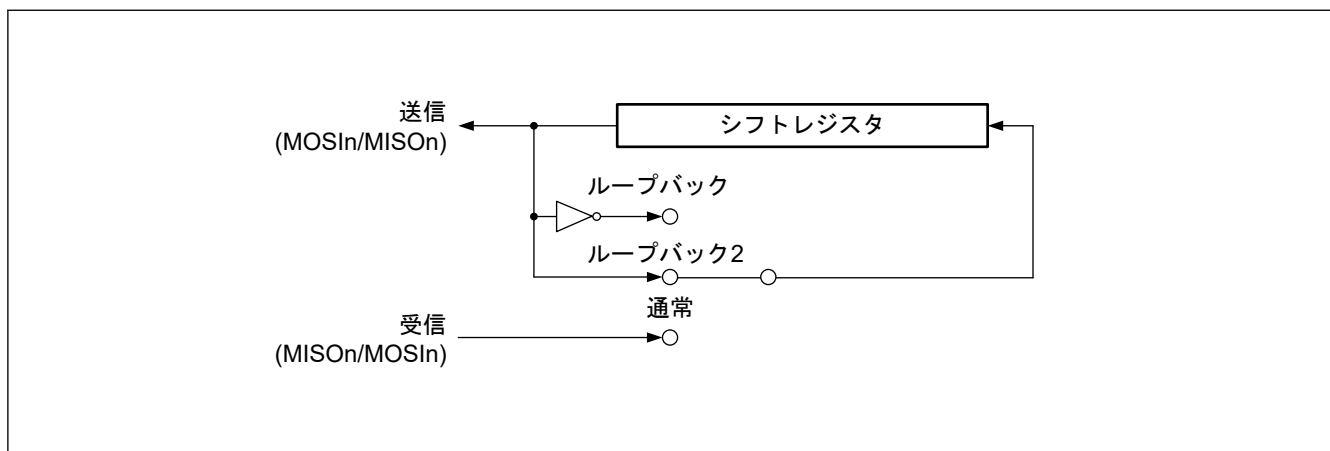 送信
(MOSIn/MISOn)
シフトレジスタ
ループバック
ループバック2
通常
受信
(MISOn/MOSIn)